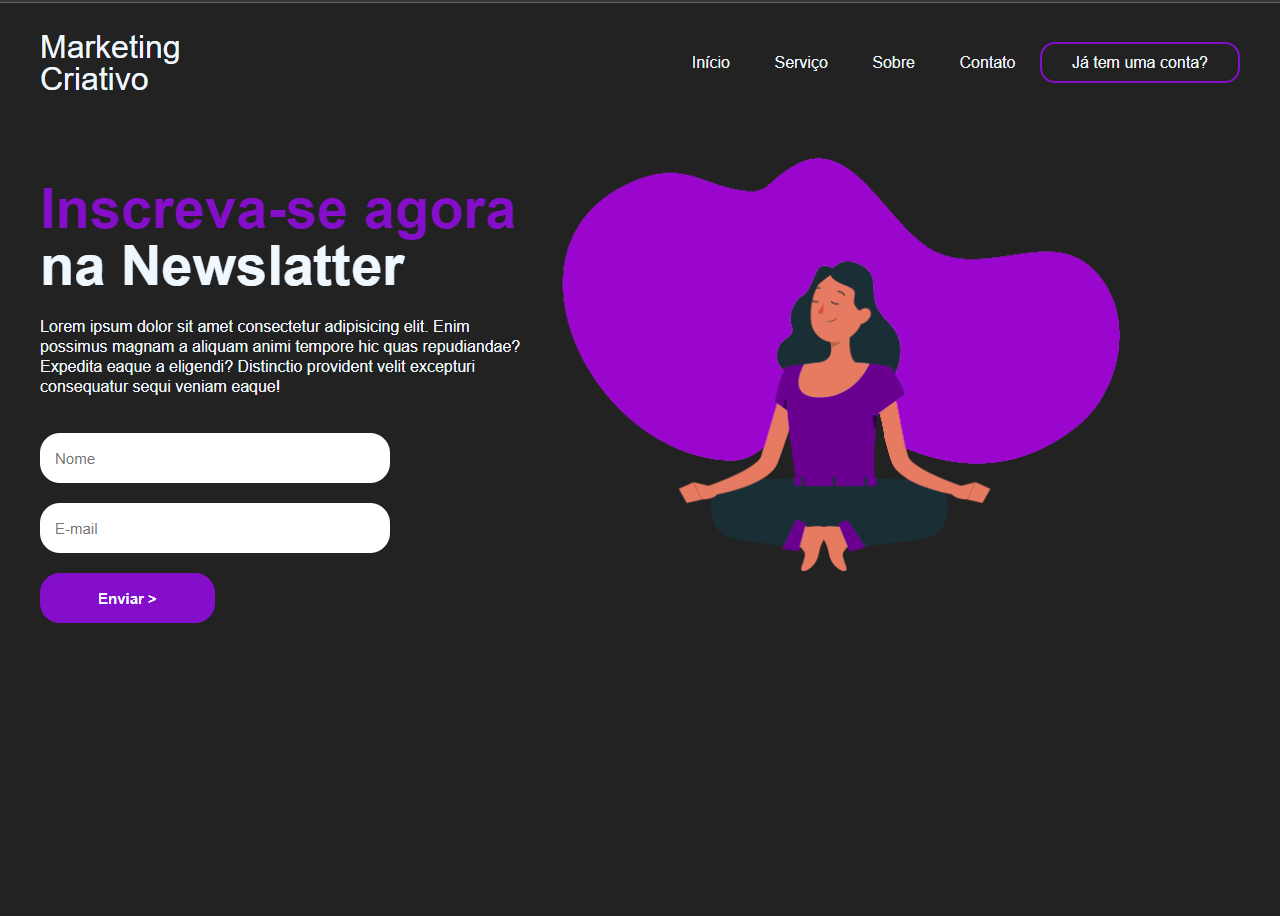 Marketing
Criativo
Início Serviço Sobre Contato Já tem uma conta?
Inscreva-se agora
na Newslatter
Lorem ipsum dolor sit amet consectetur adipisicing elit. Enim
possimus magnam a aliquam animi tempore hic quas repudiandae?
Expedita eaque a eligendi? Distinctio provident velit excepturi
consequatur sequi veniam eaque!
Nome
E-mail
Enviar >